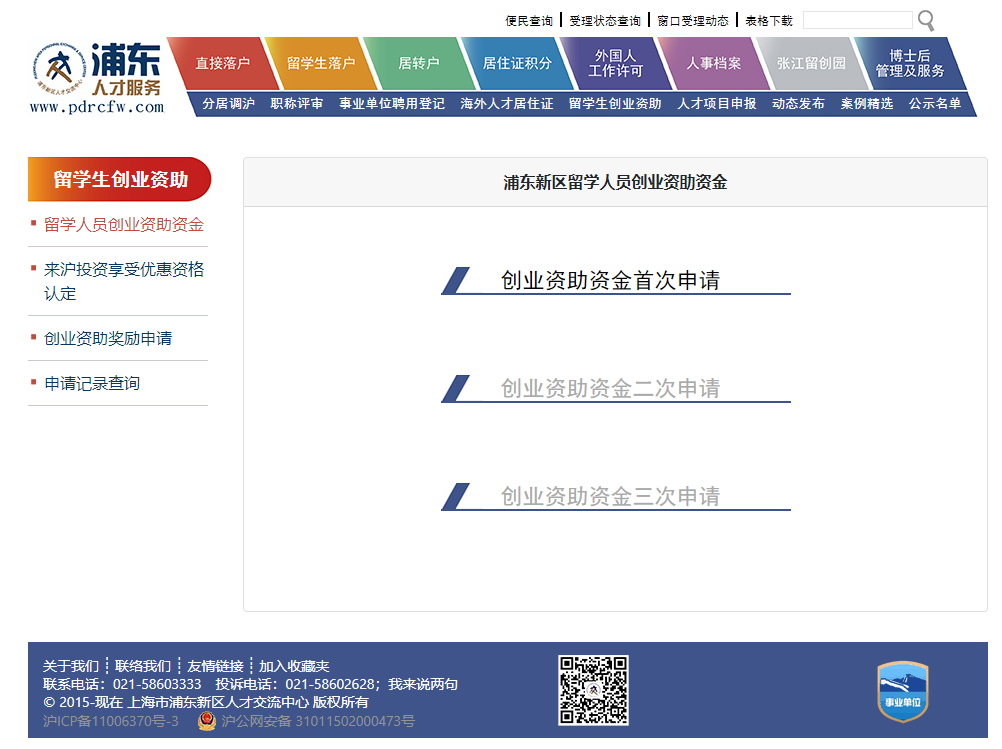 便民查询 | 受理状态查询 | 窗口受理动态 | 表格下载
浦东
人才服务
www.pdrcfw.com
直接落户
留学生落户
居转户
居住证积分
外国人
工作许可
人事档案
张江留创园
博士后
管理及服务
分居调沪 职称评审 事业单位聘用登记 海外人才居住证 留学生创业资助 人才项目申报 动态发布 案例精选 公示名单
留学生创业资助
留学人员创业资助资金
来沪投资享受优惠资格
认定
创业资助奖励申请
申请记录查询
浦东新区留学人员创业资助资金
创业资助资金首次申请
创业资助资金二次申请
创业资助资金三次申请
关于我们 联络我们 友情链接 加入收藏夹
联系电话：021-58603333 投诉电话：021-58602628；我来说两句
© 2015-现在 上海市浦东新区人才交流中心 版权所有
沪ICP备11006370号-3 沪公网安备 31011502000473号
事业单位